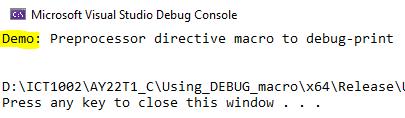 Microsoft Visual Studio Debug Console
Demo: Preprocessor directive macro to debug-print
D:\ICT1002\AY22T1_C\Using_DEBUG_macro\x64\Release\
Press any key to close this window . . .